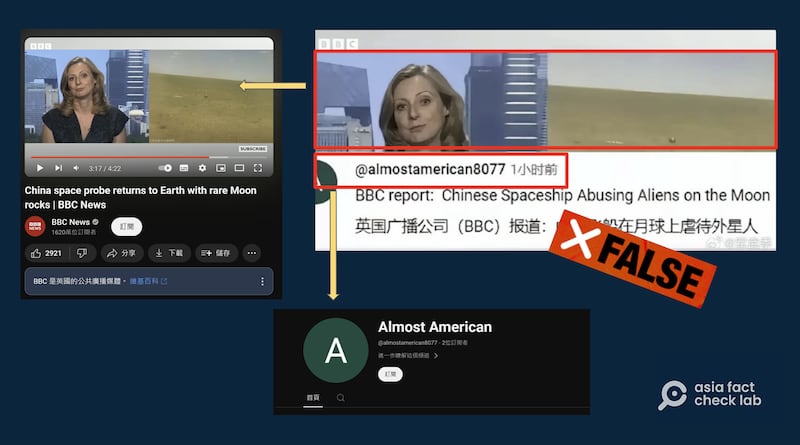 BBC
SUBSCRIBE
3:17 / 4:22
China space probe returns to Earth with rare Moon
rocks | BBC News
BBC NEWS
BBC News
1620萬位訂閱者
訂閱
2921
分享
下載
儲存
BBC 是英國的公共廣播媒體。 維基百科
BBC
@almostamerican8077 1小时前
BBC report: Chinese Spaceship Abusing Aliens on the Moon
英国广播公司（BBC）报道：
船在月球上虐待外星人
FALSE
A
Almost American
@almostamerican8077 · 2位訂閱者
進一步瞭解這個頻道
訂閱
首頁
asia fact
check lab